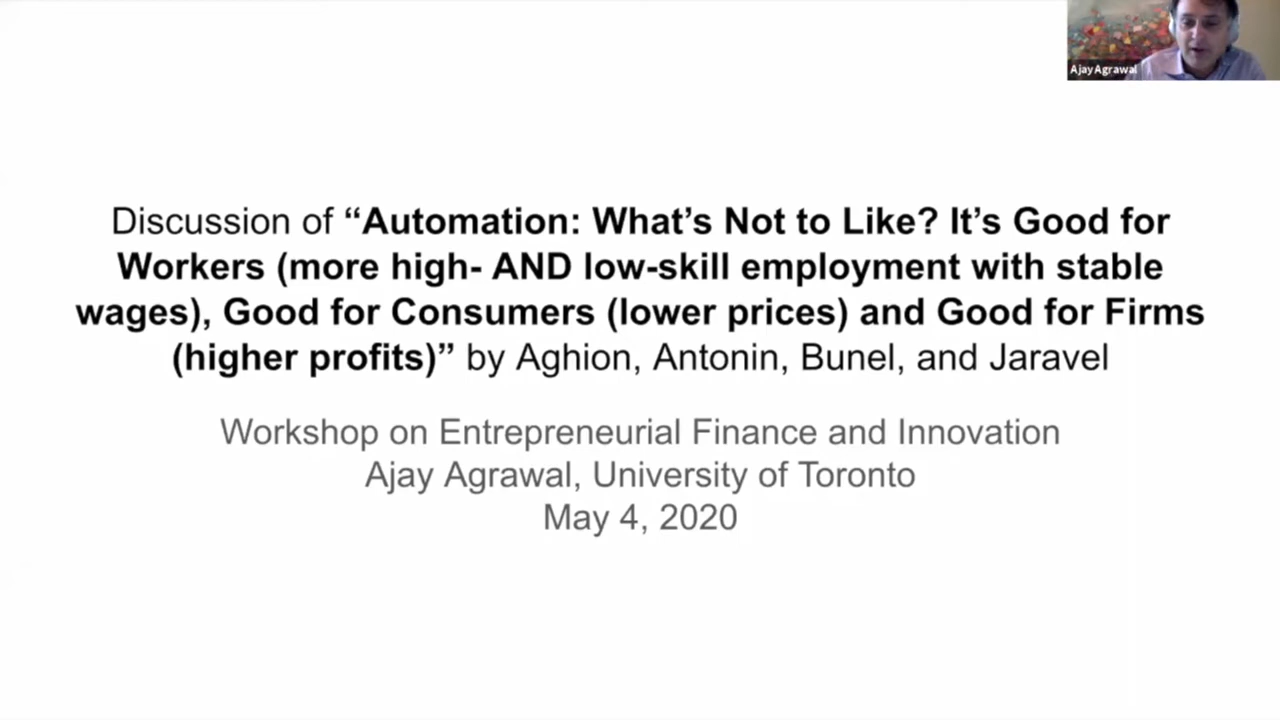 Ajay Agrawal
Discussion of “Automation: What’s Not to Like? It’s Good for
Workers (more high- AND low-skill employment with stable
wages), Good for Consumers (lower prices) and Good for Firms
(higher profits)” by Aghion, Antonin, Bunel, and Jaravel
Workshop on Entrepreneurial Finance and Innovation
Ajay Agrawal, University of Toronto
May 4, 2020